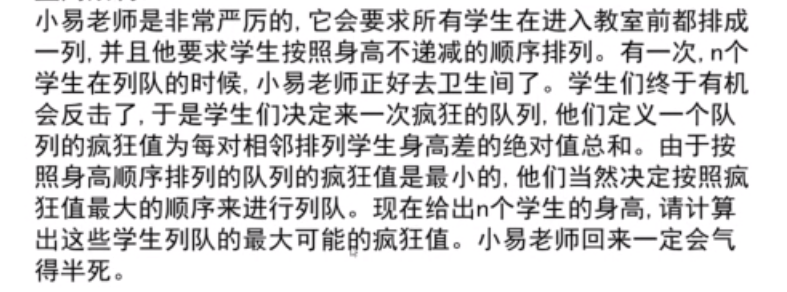 小易老师是非常严厉的,它会要求所有学生在进入教室前都排成
一列,并且他要求学生按照身高不递减的顺序排列。有一次,n个
学生在列队的时候,小易老师正好去卫生间了。学生们终于有机
会反击了,于是学生们决定来一次疯狂的队列,他们定义一个队
列的疯狂值为每对相邻排列学生身高差的绝对值总和。由于按
照身高顺序排列的队列的疯狂值是最小的,他们当然决定按照疯
狂值最大的顺序来进行列队。现在给出n个学生的身高,请计算
出这些学生列队的最大可能的疯狂值。小易老师回来一定会气
得半死。